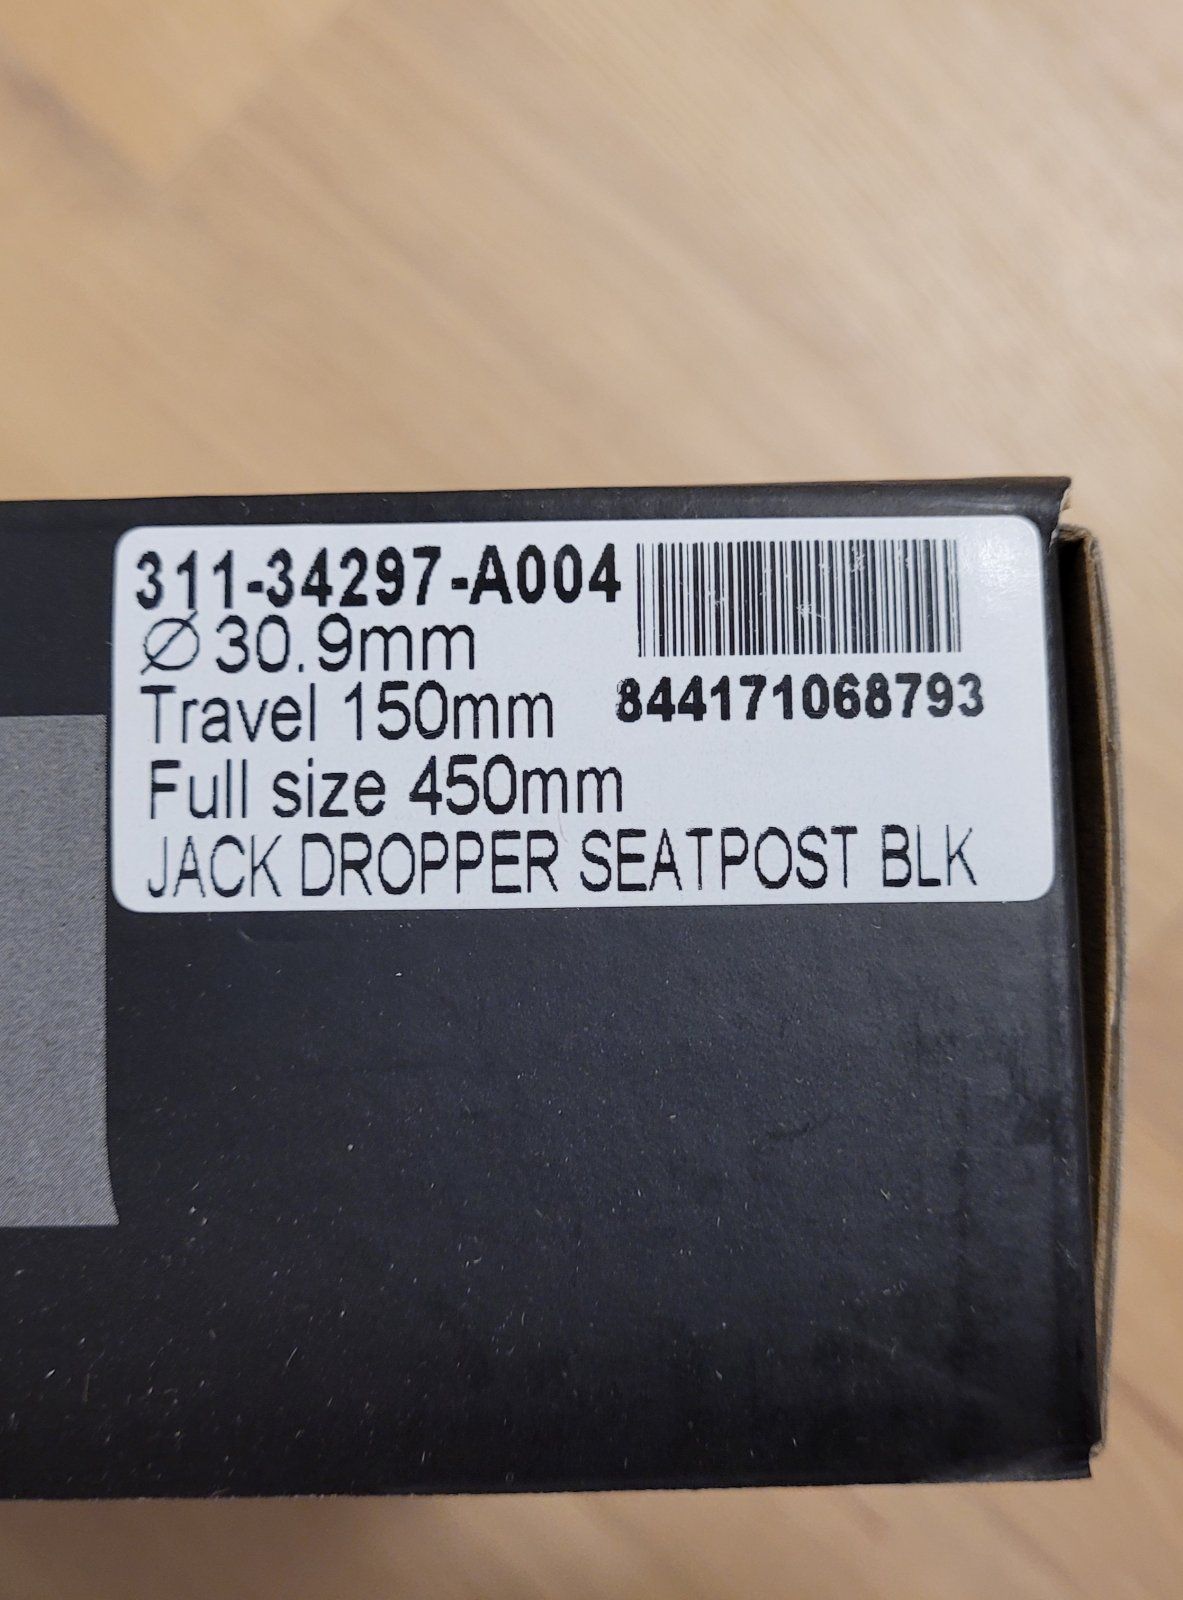 311-34297-A004
Ø 30.9mm
Travel 150mm
844171068793
Full size 450mm
JACK DROPPER SEATPOST BLK